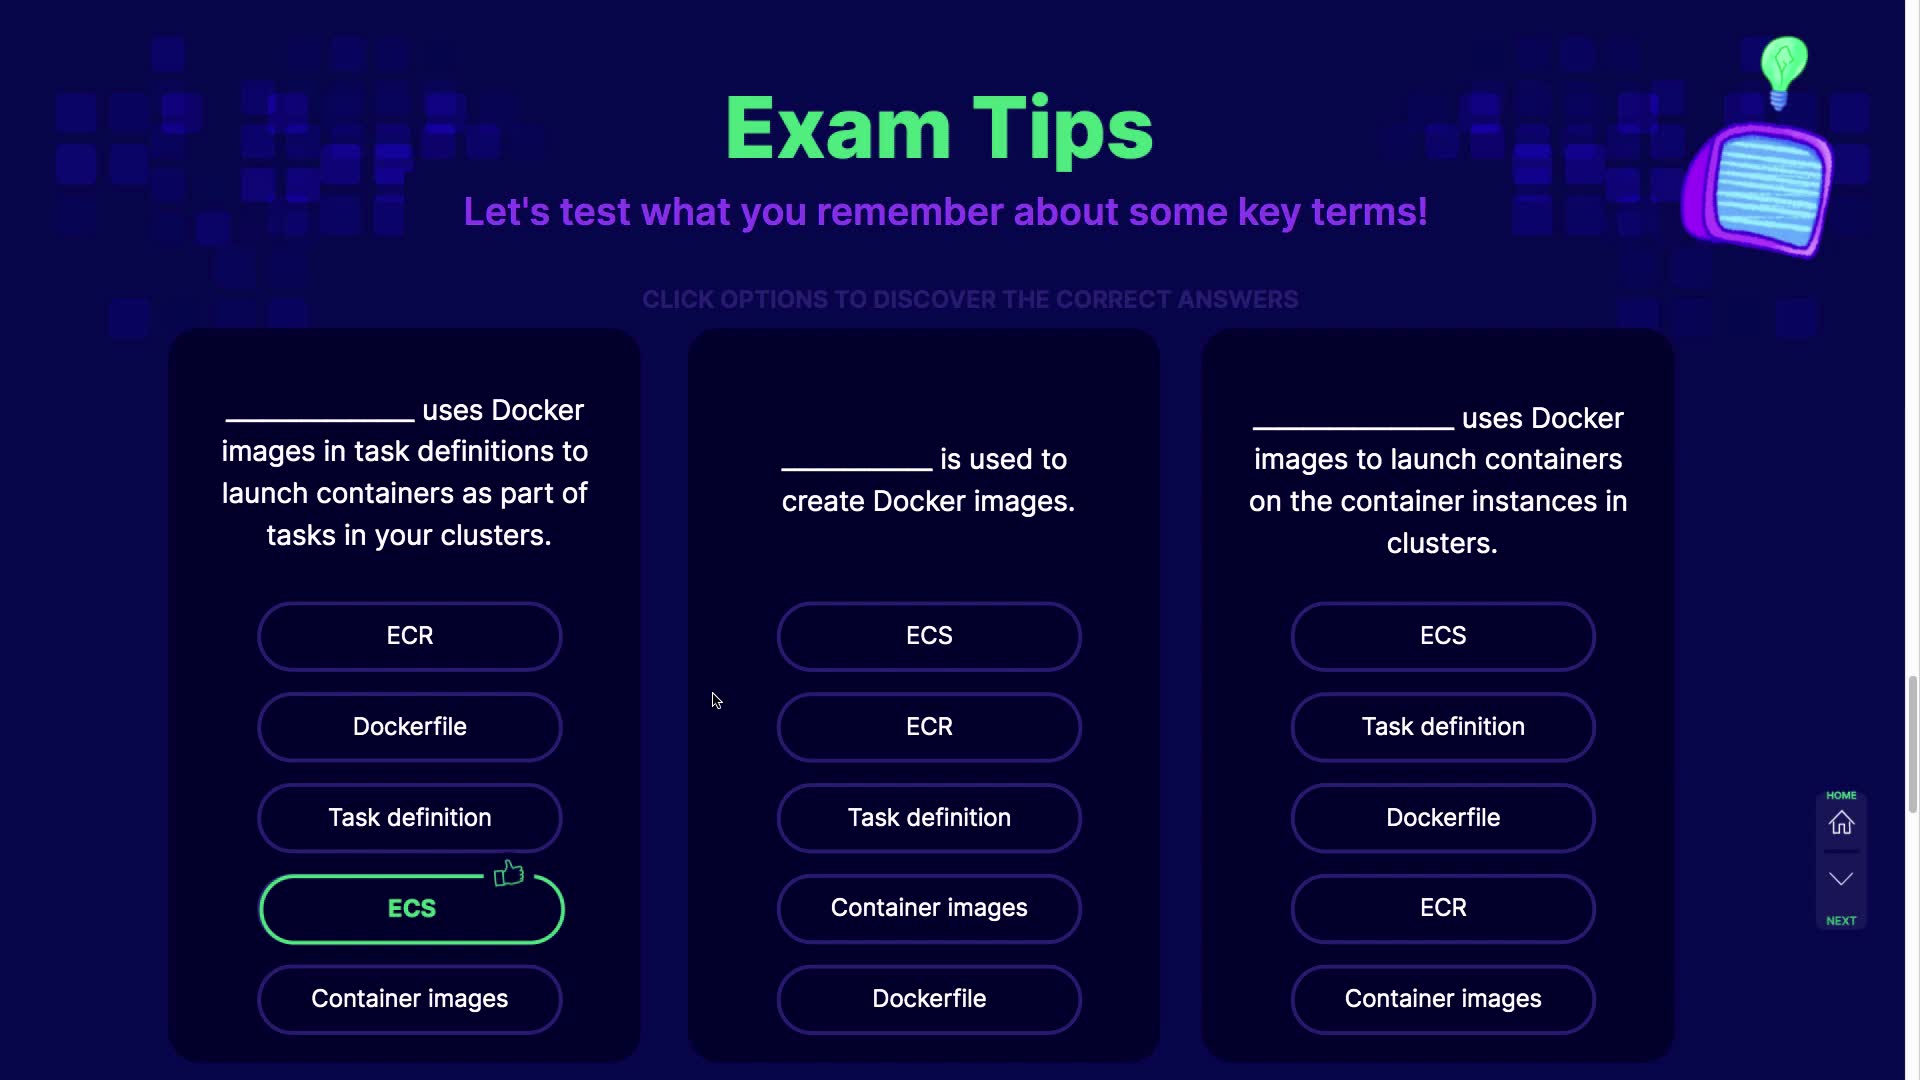 Exam Tips
Let's test what you remember about some key terms!
CLICK OPTIONS TO DISCOVER THE CORRECT ANSWERS
_____________ uses Docker
images in task definitions to
launch containers as part of
tasks in your clusters.
ECR
Dockerfile
Task definition
ECS
Container images
__________ is used to
create Docker images.
ECS
ECR
Task definition
Container images
Dockerfile
______________ uses Docker
images to launch containers
on the container instances in
clusters.
ECS
Task definition
Dockerfile
ECR
Container images
HOME
NEXT